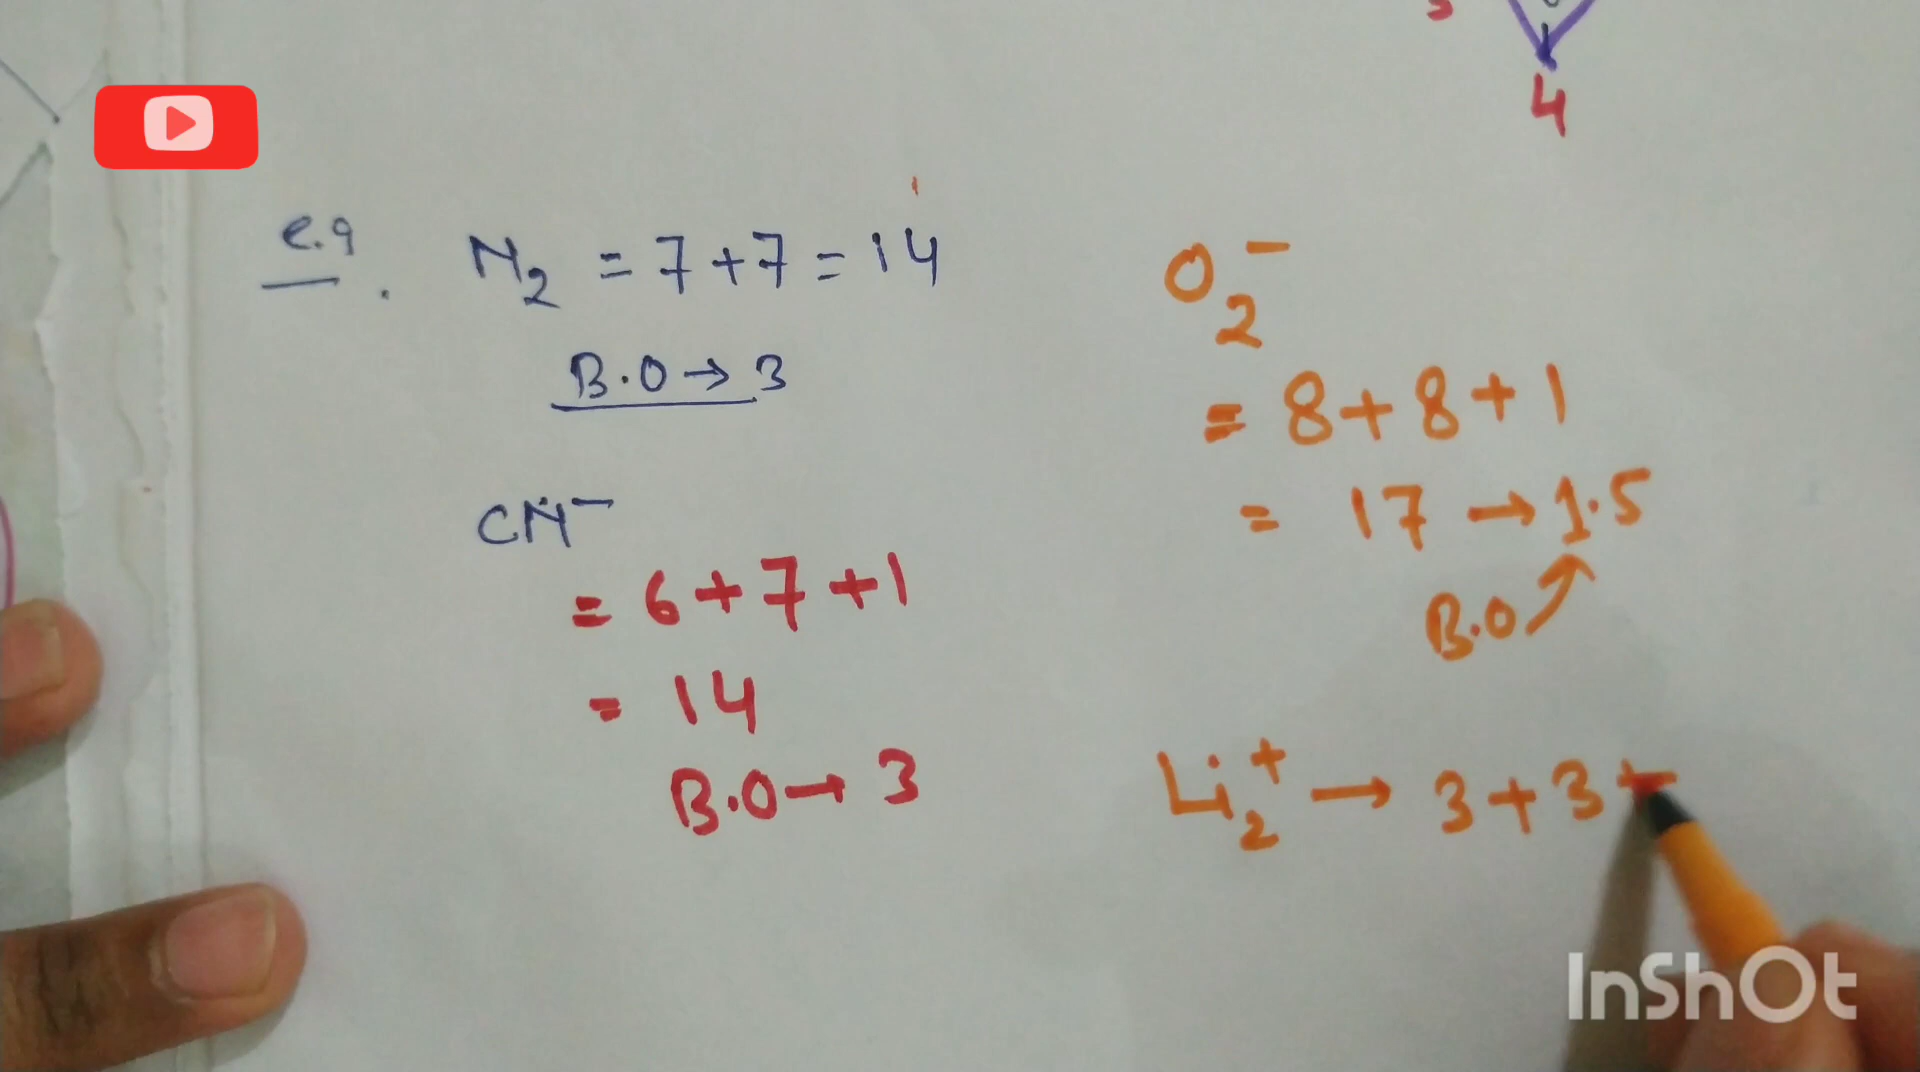 4
e.g. N2 = 7+7 = 14
B.O → 3
CN⁻
= 6+7+1
= 14
B.O → 3
O2⁻
= 8+8+1
= 17 → 1.5
B.O
Li2⁺ → 3+3
InShOt